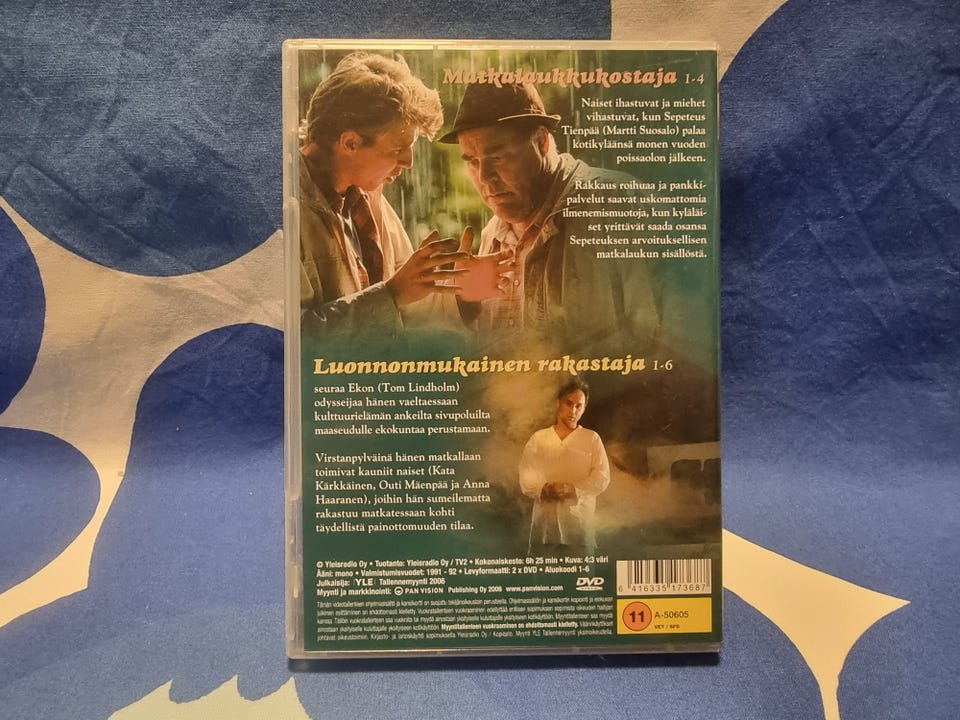 Matkalaukkukostaja 1-4
Naiset ihastuvat ja miehet
vihastuvat, kun Sepeteus
Tienpää (Martti Suosalo) palaa
kotikyläänsä monen vuoden
poissaolon jälkeen.
Rakkaus roihuaa ja pankki-
palvelut saavat uskomattomia
ilmenemismuotoja, kun kyläläi-
set yrittävät saada osansa
Sepeteuksen arvoituksellisen
matkalaukun sisällöstä.
Luonnonmukainen rakastaja 1-6
seuraa Ekon (Tom Lindholm)
odysseijaa hänen vaeltaessaan
kulttuurielämän ankeilta sivupoluilta
maaseudulle ekokuntaa perustamaan.
Virstanpylväinä hänen matkallaan
toimivat kauniit naiset (Kata
Kärkkäinen, Outi Mäenpää ja Anna
Haaranen), joihin hän sumeilematta
rakastuu matkatessaan kohti
täydellistä painottomuuden tilaa.
© Yleisradio Oy • Tuotanto: Yleisradio Oy / TV2 • Kokonaiskesto: 6h 25 min • Kuva: 4:3 väri
Ääni: mono • Valmistumisvuodet: 1991 - 92 • Levyformaatti: 2 x DVD • Aluekoodi 1-6
Julkaisija: YLE Tallennemyynti 2006
Myynti ja markkinointi: PAN VISION Publishing Oy 2006 www.panvision.com
DVD
VIDEO
6 416335 173687
11 A-50605
VET / SFS